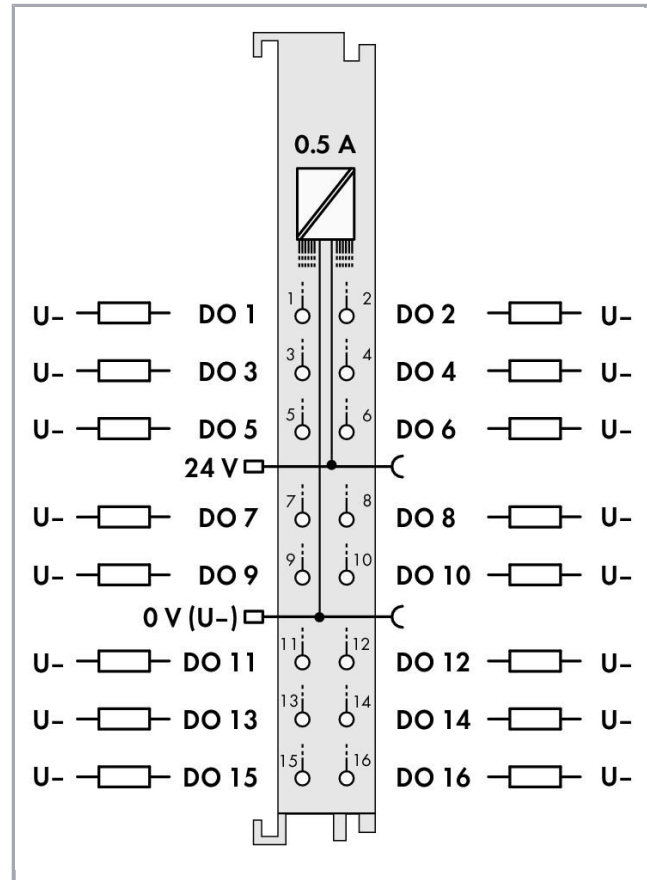 0.5 A
U– DO 1 1 2 DO 2 U–
U– DO 3 3 4 DO 4 U–
U– DO 5 5 6 DO 6 U–
24 V
U– DO 7 7 8 DO 8 U–
U– DO 9 9 10 DO 10 U–
0 V (U–)
U– DO 11 11 12 DO 12 U–
U– DO 13 13 14 DO 14 U–
U– DO 15 15 16 DO 16 U–